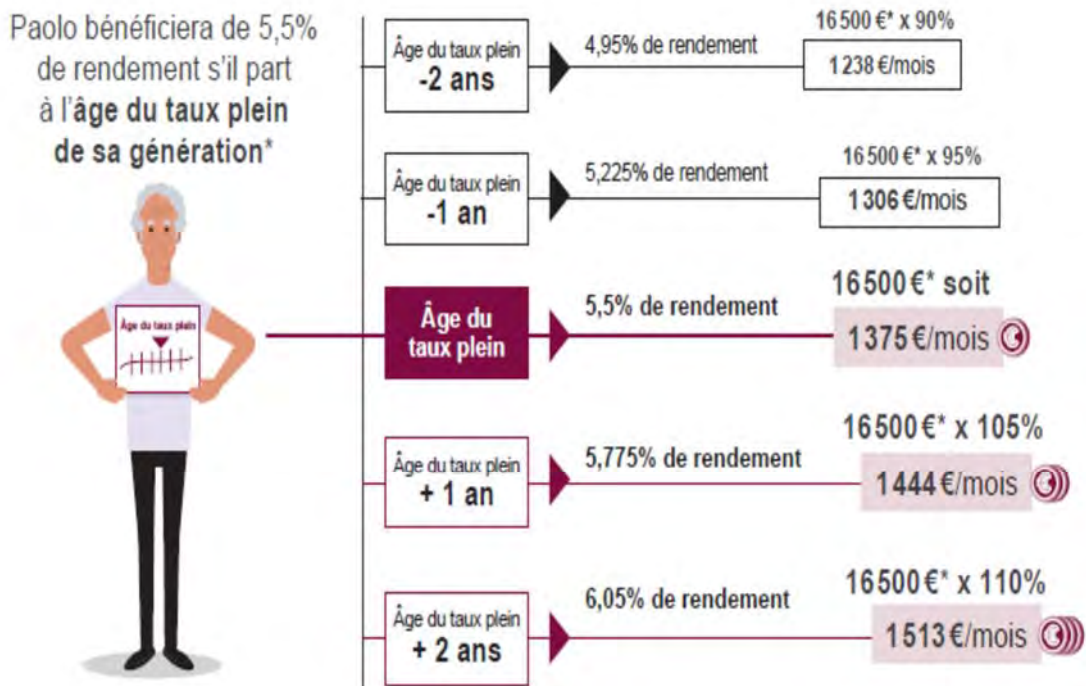 Paolo bénéficiera de 5,5%
de rendement s'il part
à l'âge du taux plein
de sa génération*
Âge du taux plein
Âge du taux plein
-2 ans
4,95% de rendement
16 500 €* x 90%
1 238 €/mois
Âge du taux plein
-1 an
5,225% de rendement
16 500 €* x 95%
1 306 €/mois
Âge du
taux plein
5,5% de rendement
16 500 €* soit
1 375 €/mois
Âge du taux plein
+ 1 an
5,775% de rendement
16 500 €* x 105%
1 444 €/mois
Âge du taux plein
+ 2 ans
6,05% de rendement
16 500 €* x 110%
1 513 €/mois